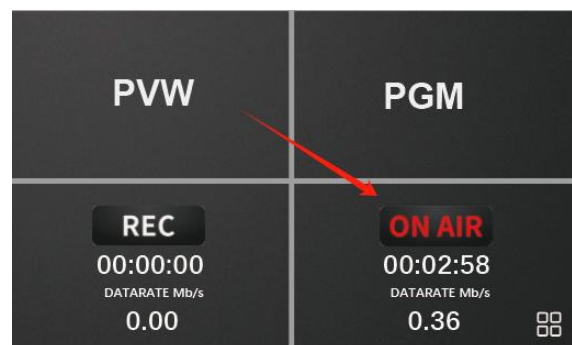 PVW
PGM
REC
00:00:00
DATARATE Mb/s
0.00
ON AIR
00:02:58
DATARATE Mb/s
0.36